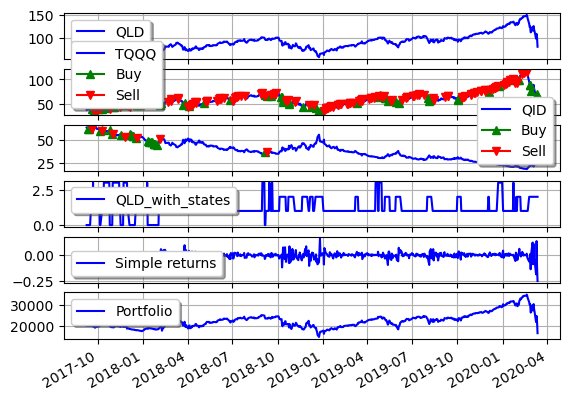 150
100
QLD
TQQQ
Buy
Sell
100
50
QID
Buy
Sell
50
25
2.5
0.0
QLD_with_states
0.00
−0.25
Simple returns
30000
20000
Portfolio
2017-10
2018-01
2018-04
2018-07
2018-10
2019-01
2019-04
2019-07
2019-10
2020-01
2020-04